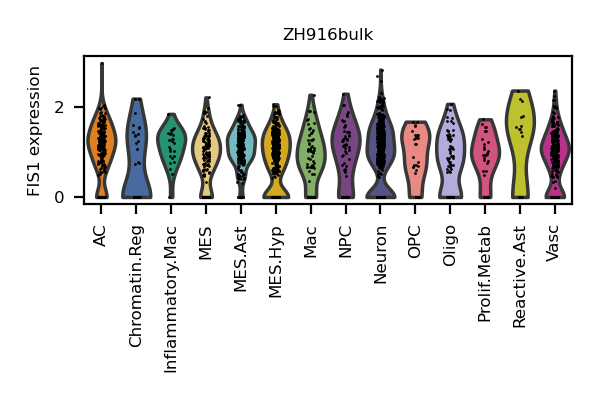 ZH916bulk
FIS1 expression
2
0
AC
Chromatin.Reg
Inflammatory.Mac
MES
MES.Ast
MES.Hyp
Mac
NPC
Neuron
OPC
Oligo
Prolif.Metab
Reactive.Ast
Vasc